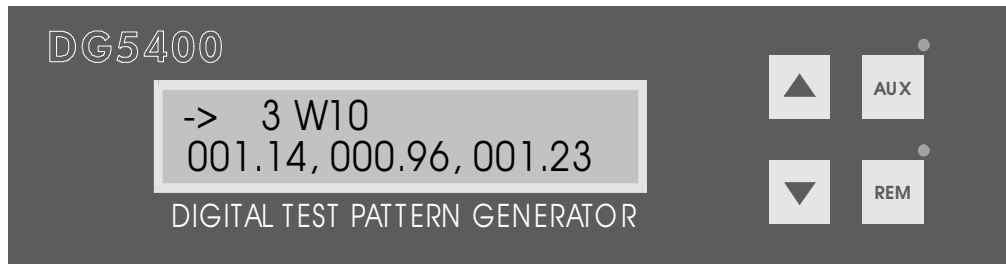 DG5400
-> 3 W10
001.14, 000.96, 001.23
DIGITAL TEST PATTERN GENERATOR
AUX
REM